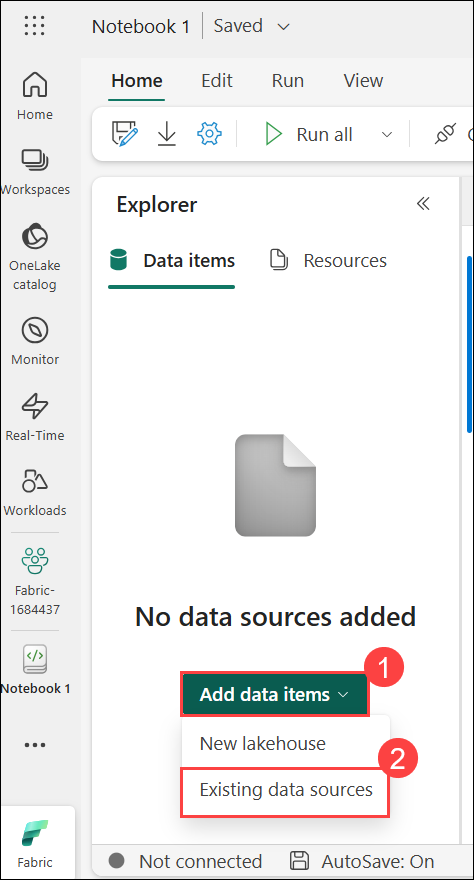 Notebook 1 Saved
Home Edit Run View
Run all
Home
Workspaces
OneLake
catalog
Monitor
Real-Time
Workloads
Fabric-
1684437
Notebook 1
Fabric
Explorer
Data items Resources
No data sources added
1
Add data items
New lakehouse
2
Existing data sources
Not connected AutoSave: On